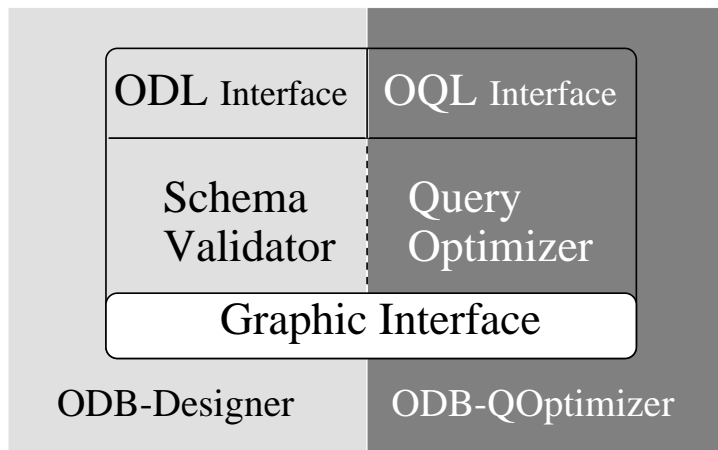 ODL Interface
OQL Interface
Schema
Validator
Query
Optimizer
Graphic Interface
ODB-Designer
ODB-QOptimizer